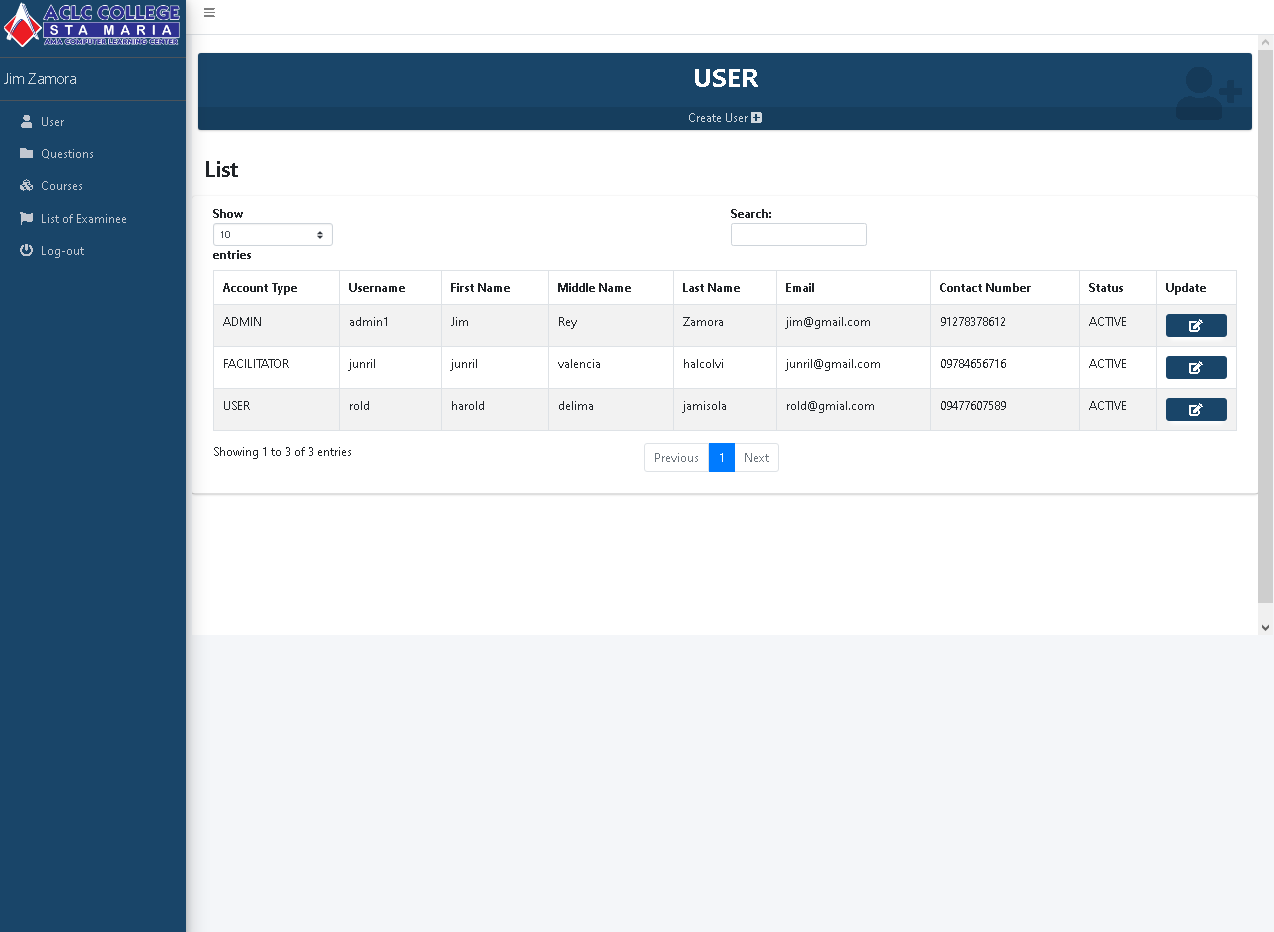 ACLC COLLEGE
STA MARIA
AMA COMPUTER LEARNING CENTER
Jim Zamora
User
Questions
Courses
List of Examinee
Log-out
USER
Create User
List
Show
10
entries
Search:
Account Type Username First Name Middle Name Last Name Email Contact Number Status Update
ADMIN admin1 Jim Rey Zamora jim@gmail.com 91278378612 ACTIVE
FACILITATOR junril junril valencia halcolvi junril@gmail.com 09784656716 ACTIVE
USER rold harold delima jamisola rold@gmial.com 09477607589 ACTIVE
Showing 1 to 3 of 3 entries
Previous 1 Next